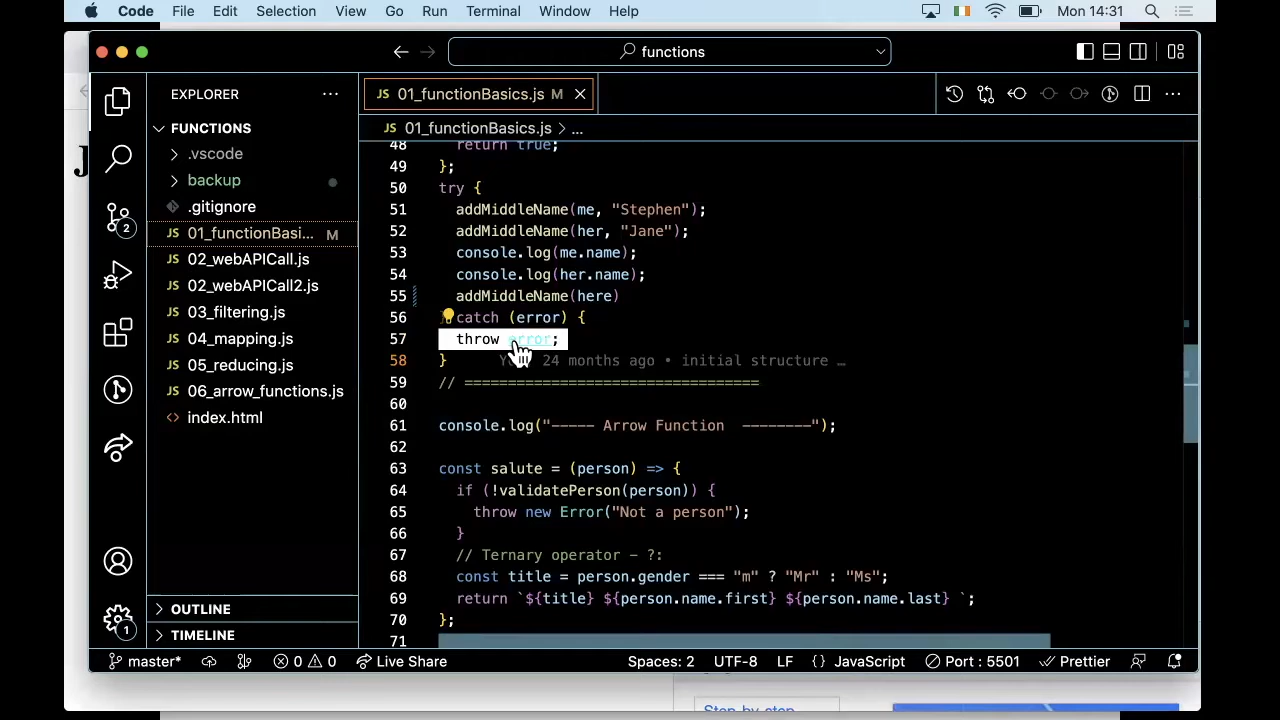 Code File Edit Selection View Go Run Terminal Window Help Mon 14:31
functions
EXPLORER
01_functionBasics.js M
FUNCTIONS
01_functionBasics.js > ...
.vscode
backup
.gitignore
01_functionBasi... M
02_webAPICall.js
02_webAPICall2.js
03_filtering.js
04_mapping.js
05_reducing.js
06_arrow_functions.js
index.html
OUTLINE
TIMELINE
2
1
48 return true;
49 };
50 try {
51 addMiddleName(me, "Stephen");
52 addMiddleName(her, "Jane");
53 console.log(me.name);
54 console.log(her.name);
55 addMiddleName(here)
56 } catch (error) {
57 throw error;
58 } 24 months ago • initial structure …
59 // ==================================
60
61 console.log("----- Arrow Function --------");
62
63 const salute = (person) => {
64 if (!validatePerson(person)) {
65 throw new Error("Not a person");
66 }
67 // Ternary operator - ?:
68 const title = person.gender === "m" ? "Mr" : "Ms";
69 return `${title} ${person.name.first} ${person.name.last} `;
70 };
71
master* 0 0 Live Share Spaces: 2 UTF-8 LF {} JavaScript Port : 5501 Prettier
Step-by-step